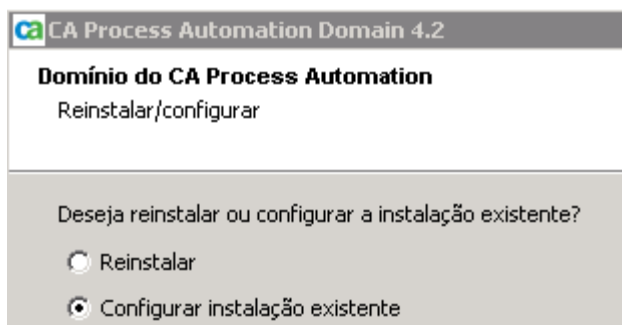 ca CA Process Automation Domain 4.2
Domínio do CA Process Automation
Reinstalar/configurar
Deseja reinstalar ou configurar a instalação existente?
Reinstalar
Configurar instalação existente